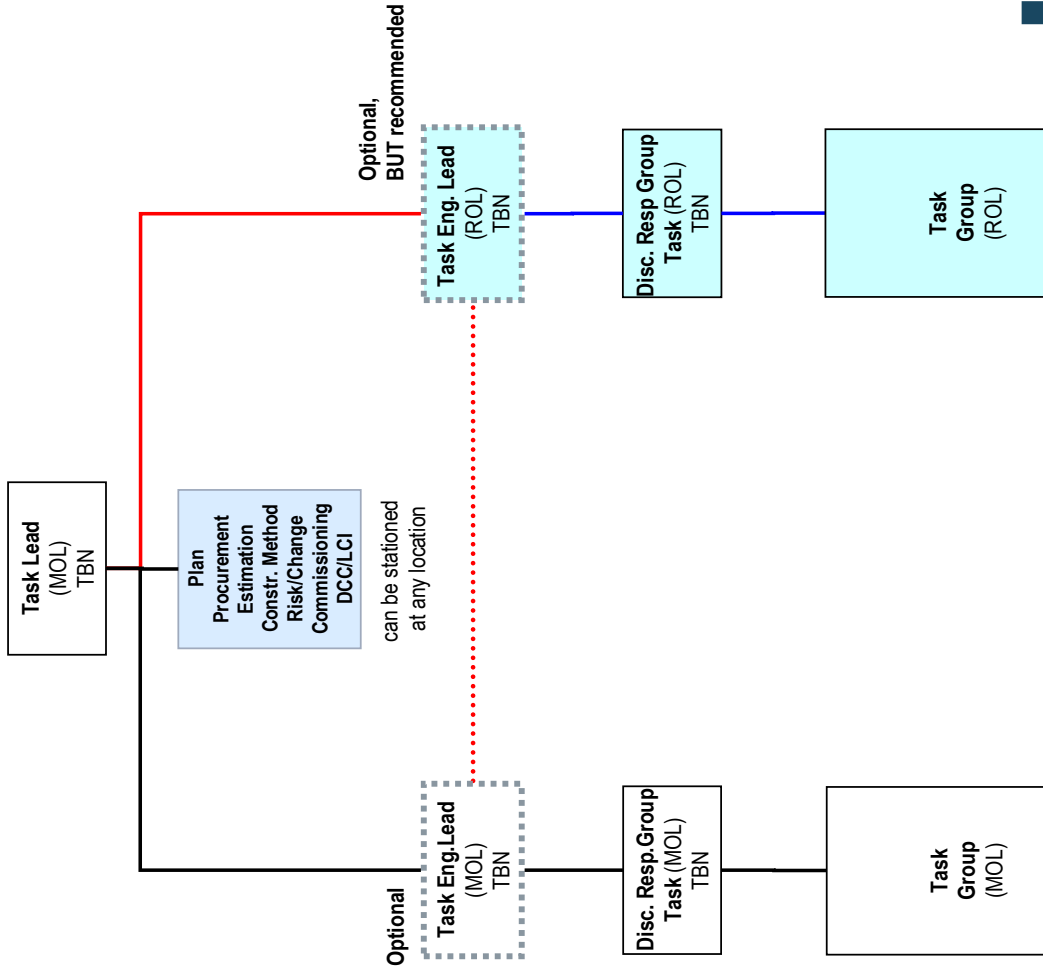 Task Lead
(MOL)
TBN
Plan
Procurement
Estimation
Constr. Method
Risk/Change
Commissioning
DCC/LCI
can be stationed
at any location
Optional
Task Eng.Lead
(MOL)
TBN
Optional,
BUT recommended
Task Eng. Lead
(ROL)
TBN
Disc. Resp.Group
Task (MOL)
TBN
Disc. Resp Group
Task (ROL)
TBN
Task
Group
(MOL)
Task
Group
(ROL)